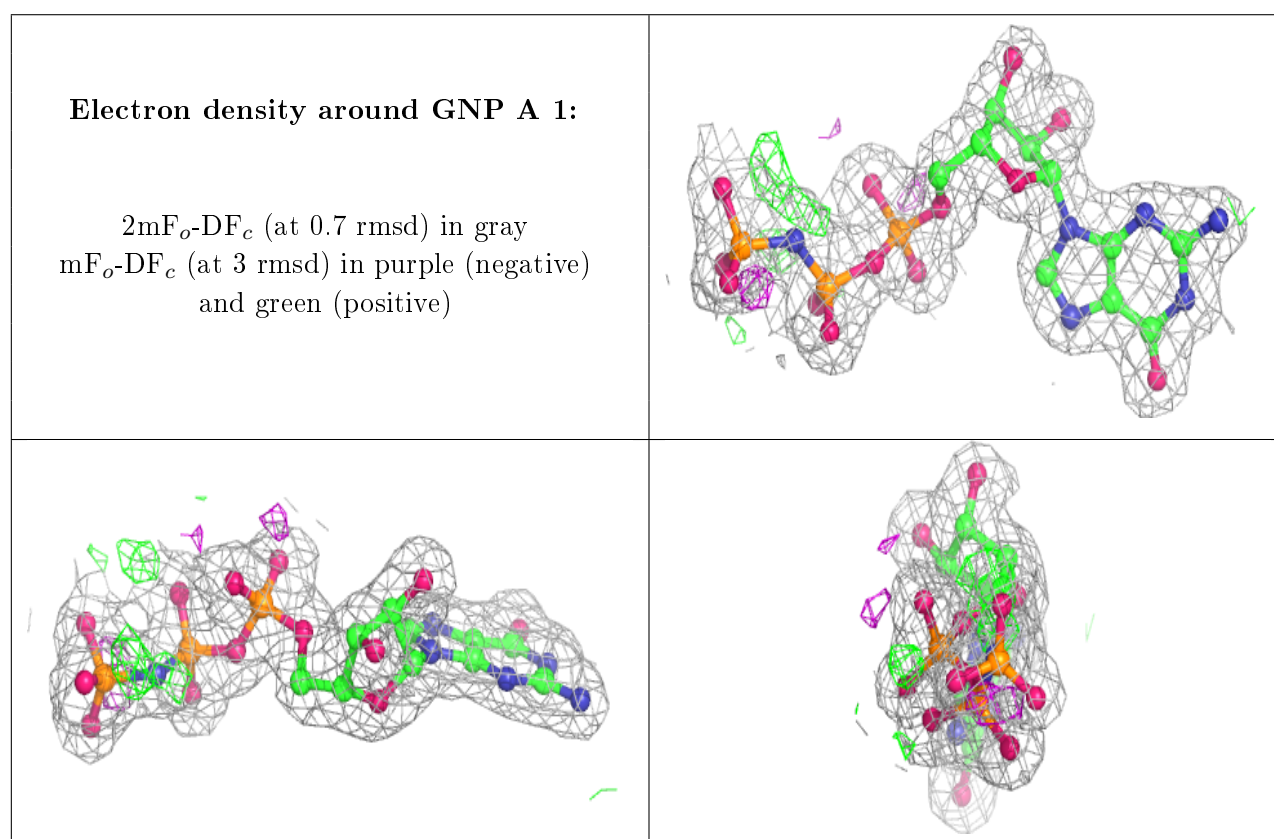 Electron density around GNP A 1:
2mFo-DFc (at 0.7 rmsd) in gray
mFo-DFc (at 3 rmsd) in purple (negative)
and green (positive)